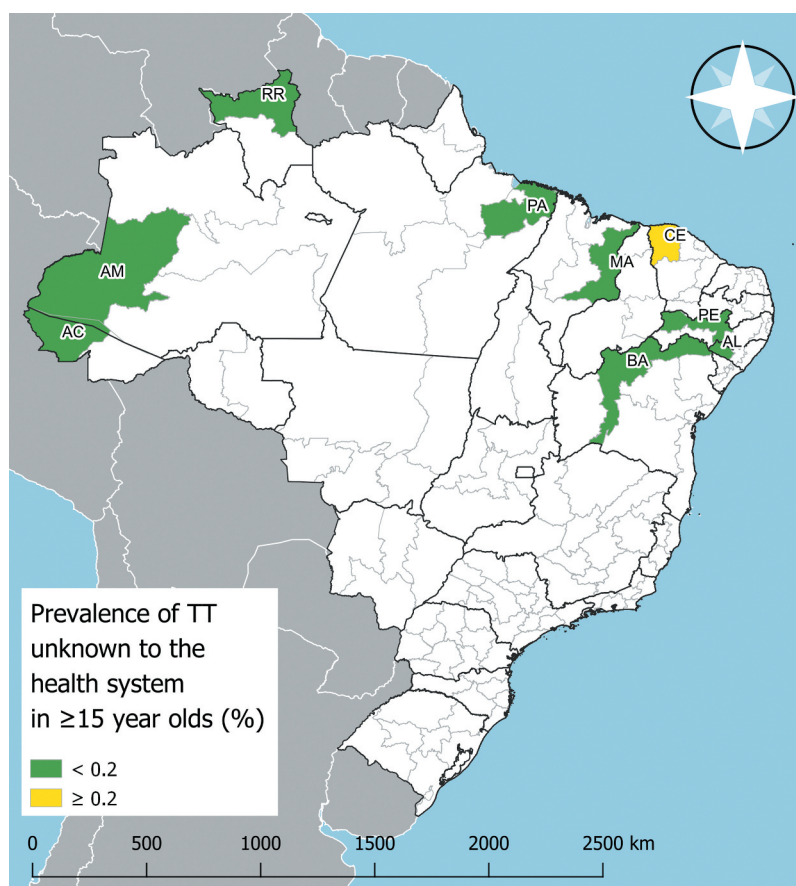 RR
PA
CE
MA
AM
PE
AC
AL
BA
Prevalence of TT
unknown to the
health system
in ≥15 year olds (%)
< 0.2
≥ 0.2
0 500 1000 1500 2000 2500 km